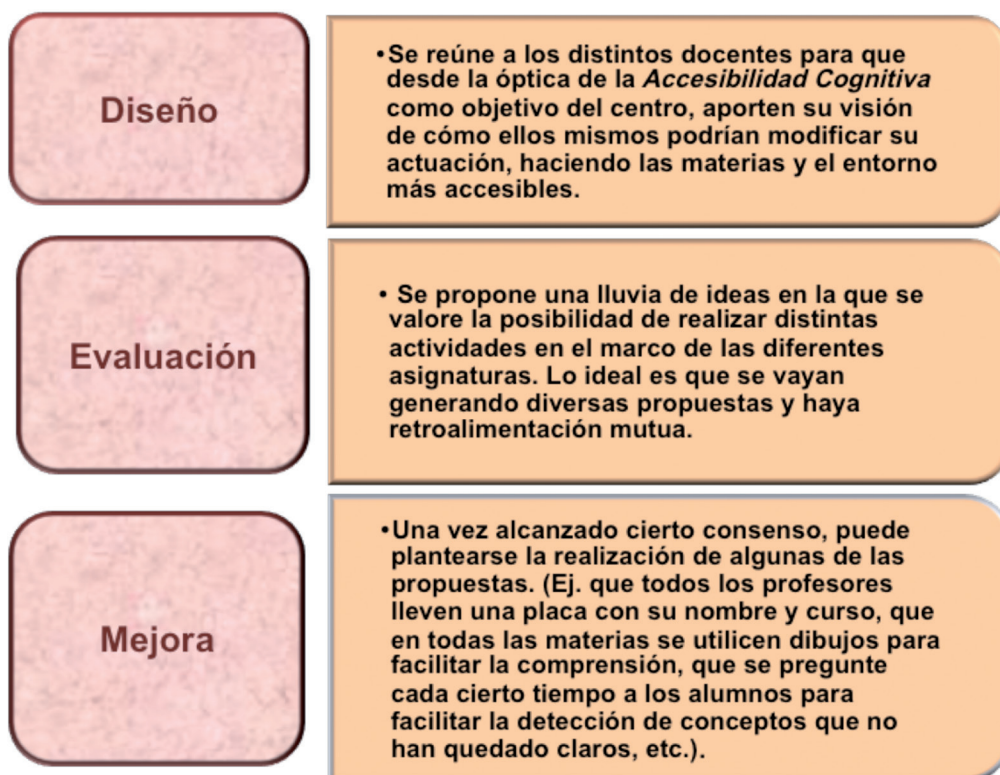 Diseño
•Se reúne a los distintos docentes para que
desde la óptica de la Accesibilidad Cognitiva
como objetivo del centro, aporten su visión
de cómo ellos mismos podrían modificar su
actuación, haciendo las materias y el entorno
más accesibles.
Evaluación
• Se propone una lluvia de ideas en la que se
valore la posibilidad de realizar distintas
actividades en el marco de las diferentes
asignaturas. Lo ideal es que se vayan
generando diversas propuestas y haya
retroalimentación mutua.
Mejora
•Una vez alcanzado cierto consenso, puede
plantearse la realización de algunas de las
propuestas. (Ej. que todos los profesores
lleven una placa con su nombre y curso, que
en todas las materias se utilicen dibujos para
facilitar la comprensión, que se pregunte
cada cierto tiempo a los alumnos para
facilitar la detección de conceptos que no
han quedado claros, etc.).